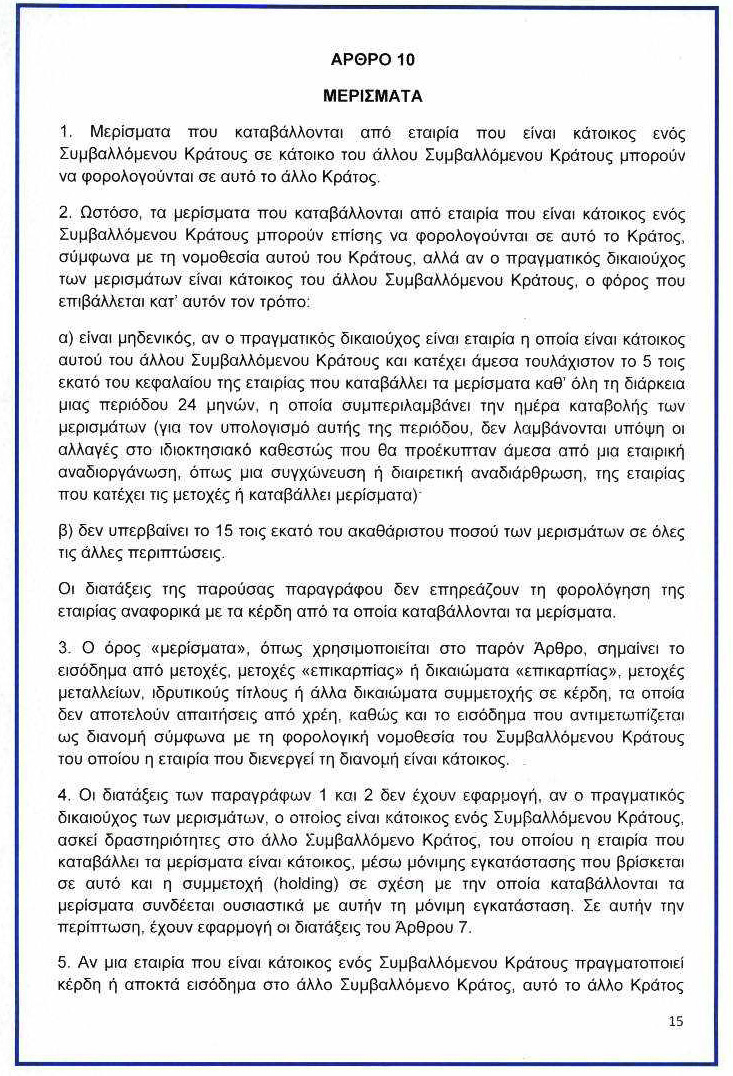 ΑΡΘΡΟ 10
ΜΕΡΙΣΜΑΤΑ
1. Μερίσματα που καταβάλλονται από εταιρία που είναι κάτοικος ενός
Συμβαλλόμενου Κράτους σε κάτοικο του άλλου Συμβαλλόμενου Κράτους μπορούν
να φορολογούνται σε αυτό το άλλο Κράτος.
2. Ωστόσο, τα μερίσματα που καταβάλλονται από εταιρία που είναι κάτοικος ενός
Συμβαλλόμενου Κράτους μπορούν επίσης να φορολογούνται σε αυτό το Κράτος,
σύμφωνα με τη νομοθεσία αυτού του Κράτους, αλλά αν ο πραγματικός δικαιούχος
των μερισμάτων είναι κάτοικος του άλλου Συμβαλλόμενου Κράτους, ο φόρος που
επιβάλλεται κατ' αυτόν τον τρόπο:
α) είναι μηδενικός, αν ο πραγματικός δικαιούχος είναι εταιρία η οποία είναι κάτοικος
αυτού του άλλου Συμβαλλόμενου Κράτους και κατέχει άμεσα τουλάχιστον το 5 τοις
εκατό του κεφαλαίου της εταιρίας που καταβάλλει τα μερίσματα καθ' όλη τη διάρκεια
μιας περιόδου 24 μηνών, η οποία συμπεριλαμβάνει την ημέρα καταβολής των
μερισμάτων (για τον υπολογισμό αυτής της περιόδου, δεν λαμβάνονται υπόψη οι
αλλαγές στο ιδιοκτησιακό καθεστώς που θα προέκυπταν άμεσα από μια εταιρική
αναδιοργάνωση, όπως μια συγχώνευση ή διαιρετική αναδιάρθρωση, της εταιρίας
που κατέχει τις μετοχές ή καταβάλλει μερίσματα)·
β) δεν υπερβαίνει το 15 τοις εκατό του ακαθάριστου ποσού των μερισμάτων σε όλες
τις άλλες περιπτώσεις.
Οι διατάξεις της παρούσας παραγράφου δεν επηρεάζουν τη φορολόγηση της
εταιρίας αναφορικά με τα κέρδη από τα οποία καταβάλλονται τα μερίσματα.
3. Ο όρος «μερίσματα», όπως χρησιμοποιείται στο παρόν Άρθρο, σημαίνει το
εισόδημα από μετοχές, μετοχές «επικαρπίας» ή δικαιώματα «επικαρπίας», μετοχές
μεταλλείων, ιδρυτικούς τίτλους ή άλλα δικαιώματα συμμετοχής σε κέρδη, τα οποία
δεν αποτελούν απαιτήσεις από χρέη, καθώς και το εισόδημα που αντιμετωπίζεται
ως διανομή σύμφωνα με τη φορολογική νομοθεσία του Συμβαλλόμενου Κράτους
του οποίου η εταιρία που διενεργεί τη διανομή είναι κάτοικος.
4. Οι διατάξεις των παραγράφων 1 και 2 δεν έχουν εφαρμογή, αν ο πραγματικός
δικαιούχος των μερισμάτων, ο οποίος είναι κάτοικος ενός Συμβαλλόμενου Κράτους,
ασκεί δραστηριότητες στο άλλο Συμβαλλόμενο Κράτος, του οποίου η εταιρία που
καταβάλλει τα μερίσματα είναι κάτοικος, μέσω μόνιμης εγκατάστασης που βρίσκεται
σε αυτό και η συμμετοχή (holding) σε σχέση με την οποία καταβάλλονται τα
μερίσματα συνδέεται ουσιαστικά με αυτήν τη μόνιμη εγκατάσταση. Σε αυτήν την
περίπτωση, έχουν εφαρμογή οι διατάξεις του Άρθρου 7.
5. Αν μια εταιρία που είναι κάτοικος ενός Συμβαλλόμενου Κράτους πραγματοποιεί
κέρδη ή αποκτά εισόδημα στο άλλο Συμβαλλόμενο Κράτος, αυτό το άλλο Κράτος
15